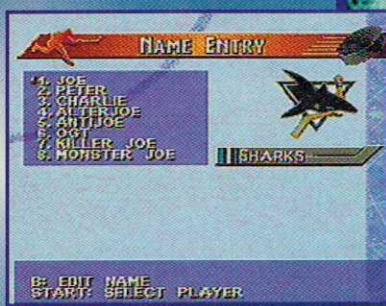 NAME ENTRY
1. JOE
2. PETER
3. CHARLIE
4. ALTERJOE
5. ANTIJOE
6. OGT
7. KILLER JOE
8. MONSTER JOE
SHARKS
B: EDIT NAME
START: SELECT PLAYER